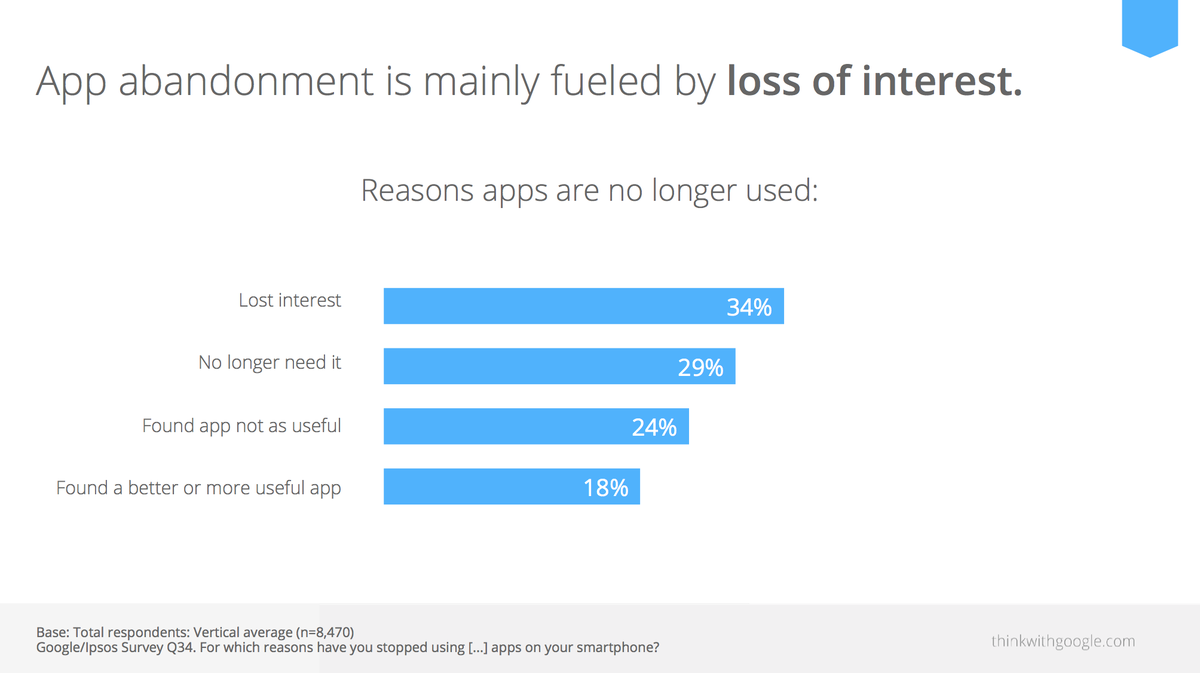 App abandonment is mainly fueled by loss of interest.
Reasons apps are no longer used:
Lost interest 34%
No longer need it 29%
Found app not as useful 24%
Found a better or more useful app 18%
Base: Total respondents: Vertical average (n=8,470)
Google/Ipsos Survey Q34. For which reasons have you stopped using [...] apps on your smartphone?
thinkwithgoogle.com